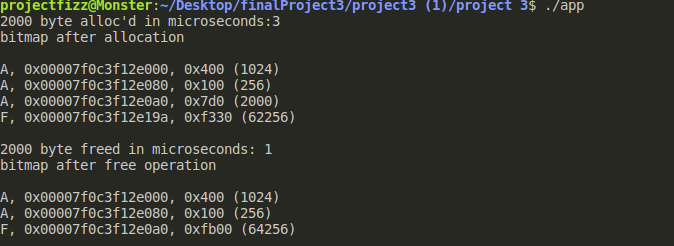 projectfizz@Monster:~/Desktop/finalProject3/project3 (1)/project 3$ ./app
2000 byte alloc'd in microseconds:3
bitmap after allocation
A, 0x00007f0c3f12e000, 0x400 (1024)
A, 0x00007f0c3f12e080, 0x100 (256)
A, 0x00007f0c3f12e0a0, 0x7d0 (2000)
F, 0x00007f0c3f12e19a, 0xf330 (62256)
2000 byte freed in microseconds: 1
bitmap after free operation
A, 0x00007f0c3f12e000, 0x400 (1024)
A, 0x00007f0c3f12e080, 0x100 (256)
F, 0x00007f0c3f12e0a0, 0xfb00 (64256)